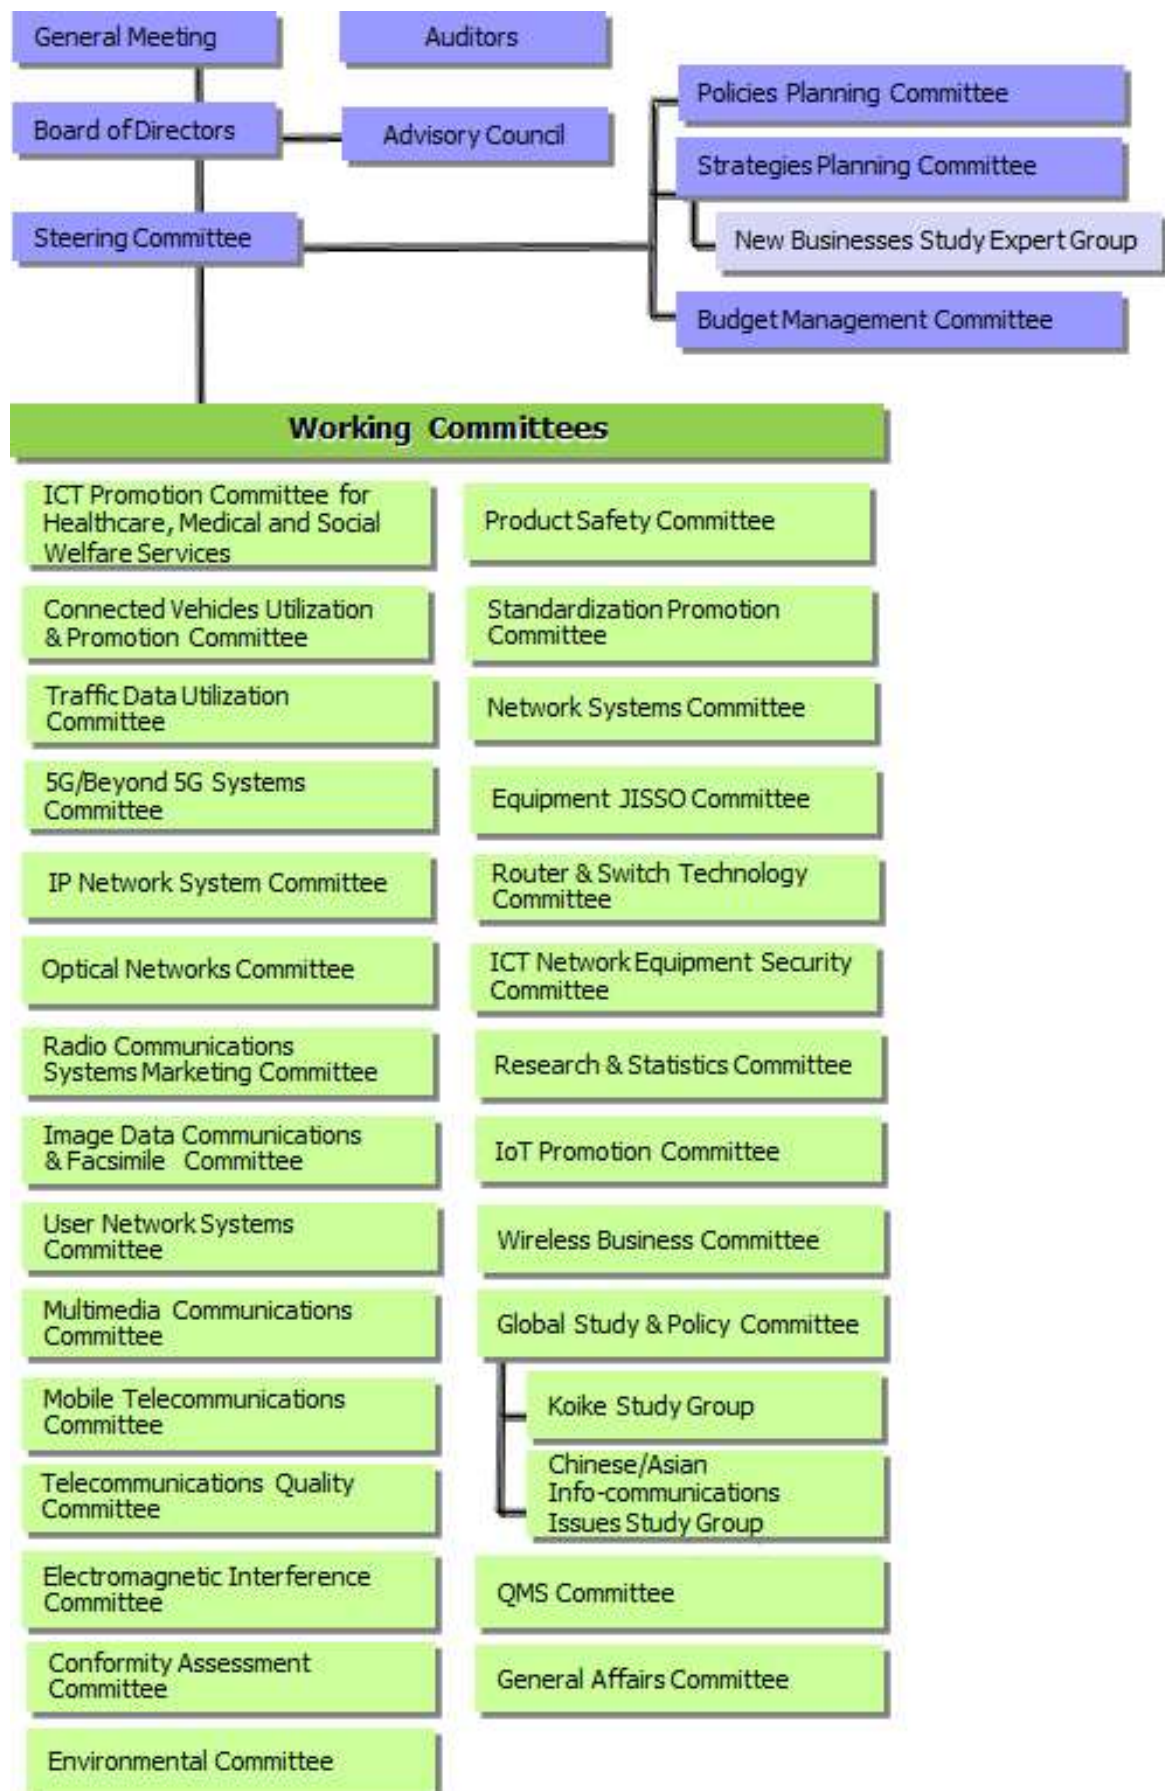 General Meeting
Auditors
Board of Directors
Advisory Council
Policies Planning Committee
Strategies Planning Committee
Steering Committee
New Businesses Study Expert Group
Budget Management Committee
Working Committees
ICT Promotion Committee for
Healthcare, Medical and Social
Welfare Services
Connected Vehicles Utilization
& Promotion Committee
Traffic Data Utilization
Committee
5G/Beyond 5G Systems
Committee
IP Network System Committee
Optical Networks Committee
Radio Communications
Systems Marketing Committee
Image Data Communications
& Facsimile Committee
User Network Systems
Committee
Multimedia Communications
Committee
Mobile Telecommunications
Committee
Telecommunications Quality
Committee
Electromagnetic Interference
Committee
Conformity Assessment
Committee
Environmental Committee
Product Safety Committee
Standardization Promotion
Committee
Network Systems Committee
Equipment JISSO Committee
Router & Switch Technology
Committee
ICT Network Equipment Security
Committee
Research & Statistics Committee
IoT Promotion Committee
Wireless Business Committee
Global Study & Policy Committee
Koike Study Group
Chinese/Asian
Info-communications
Issues Study Group
QMS Committee
General Affairs Committee